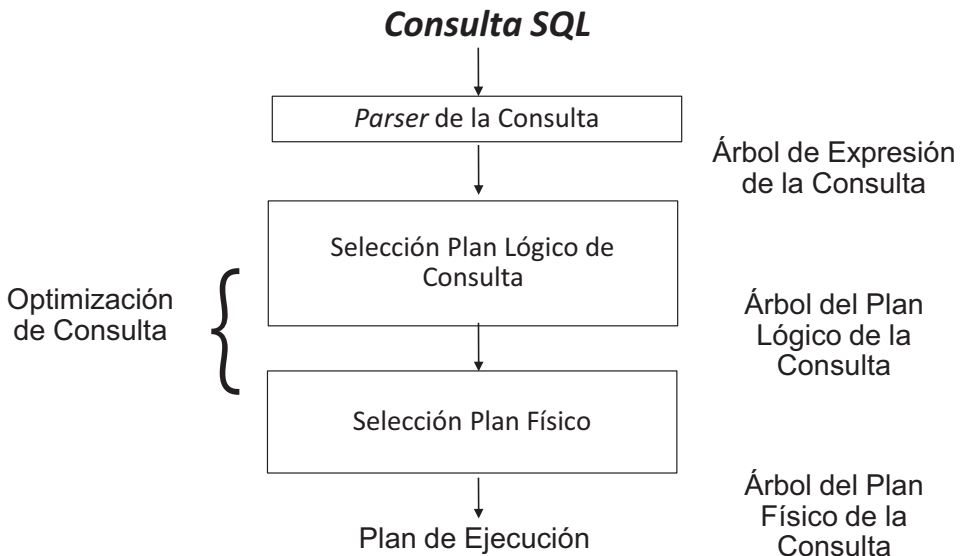 Consulta SQL
Parser de la Consulta
Árbol de Expresión
de la Consulta
Selección Plan Lógico de
Consulta
Optimización
de Consulta
Árbol del Plan
Lógico de la
Consulta
Selección Plan Físico
Árbol del Plan
Físico de la
Consulta
Plan de Ejecución